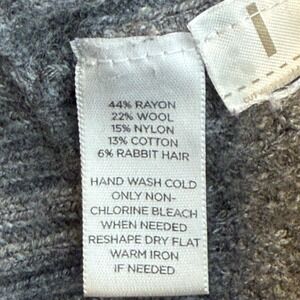 44% RAYON
22% WOOL
15% NYLON
13% COTTON
6% RABBIT HAIR
HAND WASH COLD
ONLY NON-
CHLORINE BLEACH
WHEN NEEDED
RESHAPE DRY FLAT
WARM IRON
IF NEEDED